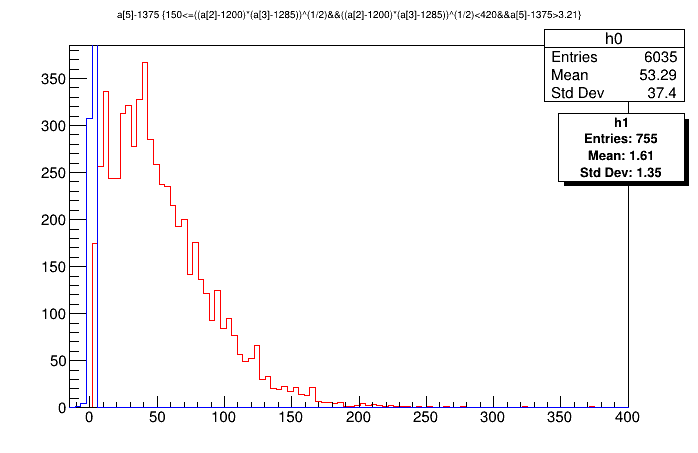 a[5]-1375 {150<=((a[2]-1200)*(a[3]-1285))^(1/2)&&((a[2]-1200)*(a[3]-1285))^(1/2)<420&&a[5]-1375>3.21}
h0
Entries 6035
Mean 53.29
Std Dev 37.4
h1
Entries: 755
Mean: 1.61
Std Dev: 1.35
350
300
250
200
150
100
50
0
0 50 100 150 200 250 300 350 400